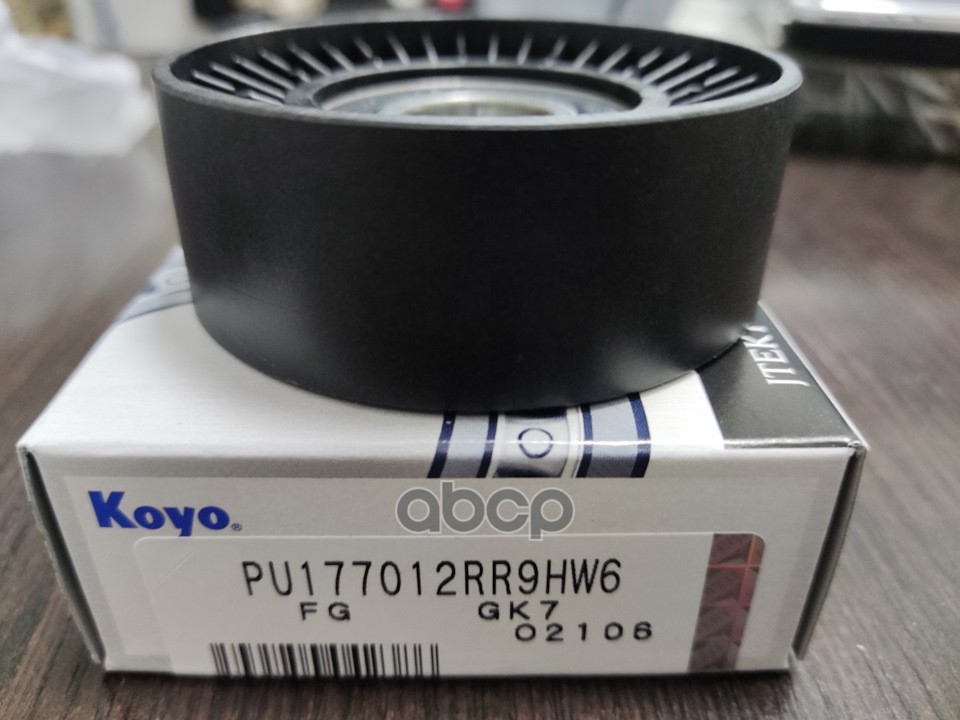 JTEKT
Koyo®
abcp
PU177012RR9HW6
FG GK7
02106